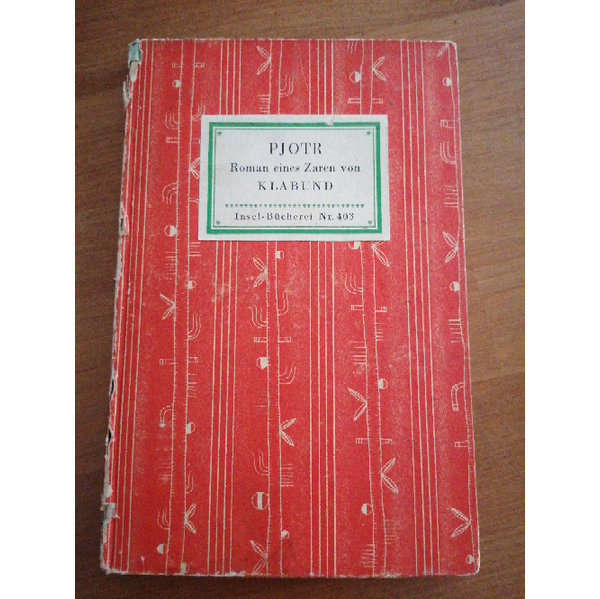 PJOTR
Roman eines Zaren von
KLABUND
Insel-Bücherei Nr. 403